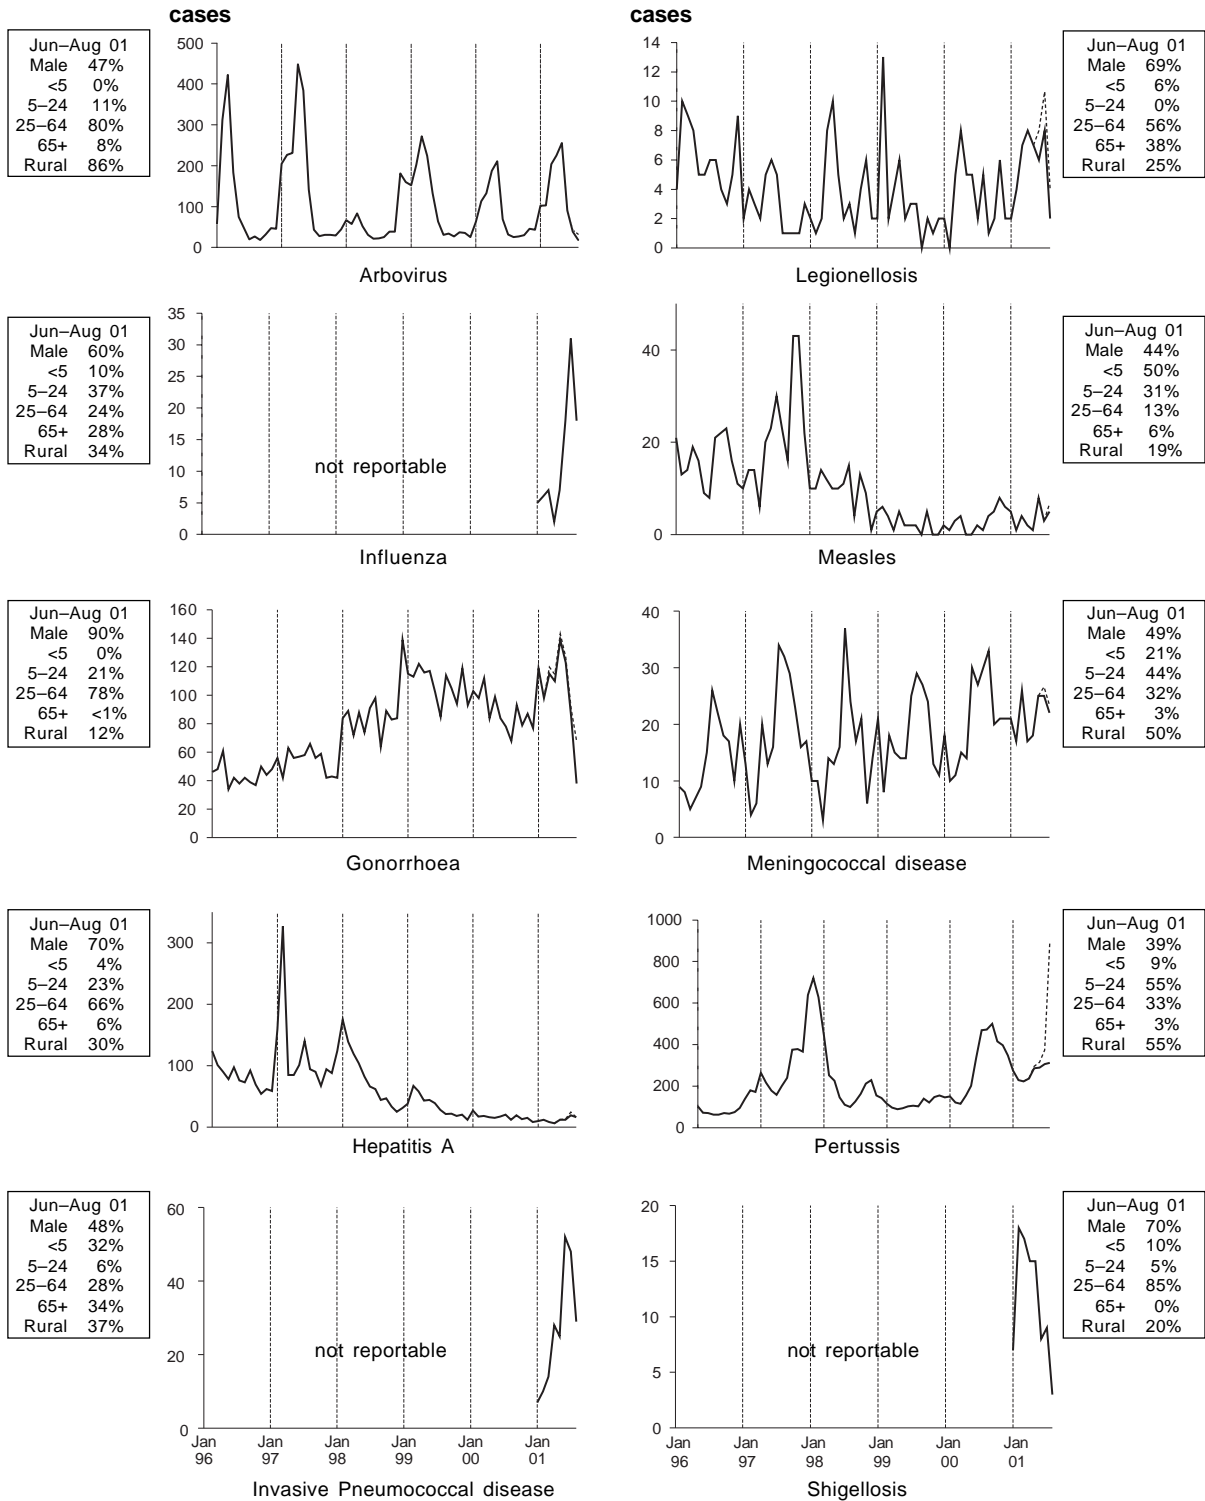 cases
cases
Jun–Aug 01
Male 47%
<5 0%
5–24 11%
25–64 80%
65+ 8%
Rural 86%
500
400
300
200
100
0
Arbovirus
14
12
10
8
6
4
2
0
Legionellosis
Jun–Aug 01
Male 69%
<5 6%
5–24 0%
25–64 56%
65+ 38%
Rural 25%
Jun–Aug 01
Male 60%
<5 10%
5–24 37%
25–64 24%
65+ 28%
Rural 34%
35
30
25
20
15
10
5
0
not reportable
Influenza
40
20
0
Measles
Jun–Aug 01
Male 44%
<5 50%
5–24 31%
25–64 13%
65+ 6%
Rural 19%
Jun–Aug 01
Male 90%
<5 0%
5–24 21%
25–64 78%
65+ <1%
Rural 12%
160
140
120
100
80
60
40
20
0
Gonorrhoea
40
30
20
10
0
Meningococcal disease
Jun–Aug 01
Male 49%
<5 21%
5–24 44%
25–64 32%
65+ 3%
Rural 50%
Jun–Aug 01
Male 70%
<5 4%
5–24 23%
25–64 66%
65+ 6%
Rural 30%
300
200
100
0
Hepatitis A
1000
800
600
400
200
0
Pertussis
Jun–Aug 01
Male 39%
<5 9%
5–24 55%
25–64 33%
65+ 3%
Rural 55%
Jun–Aug 01
Male 48%
<5 32%
5–24 6%
25–64 28%
65+ 34%
Rural 37%
60
40
20
0
not reportable
Jan Jan Jan Jan Jan Jan
96 97 98 99 00 01
Invasive Pneumococcal disease
20
15
10
5
0
not reportable
Jan Jan Jan Jan Jan Jan
96 97 98 99 00 01
Shigellosis
Jun–Aug 01
Male 70%
<5 10%
5–24 5%
25–64 85%
65+ 0%
Rural 20%